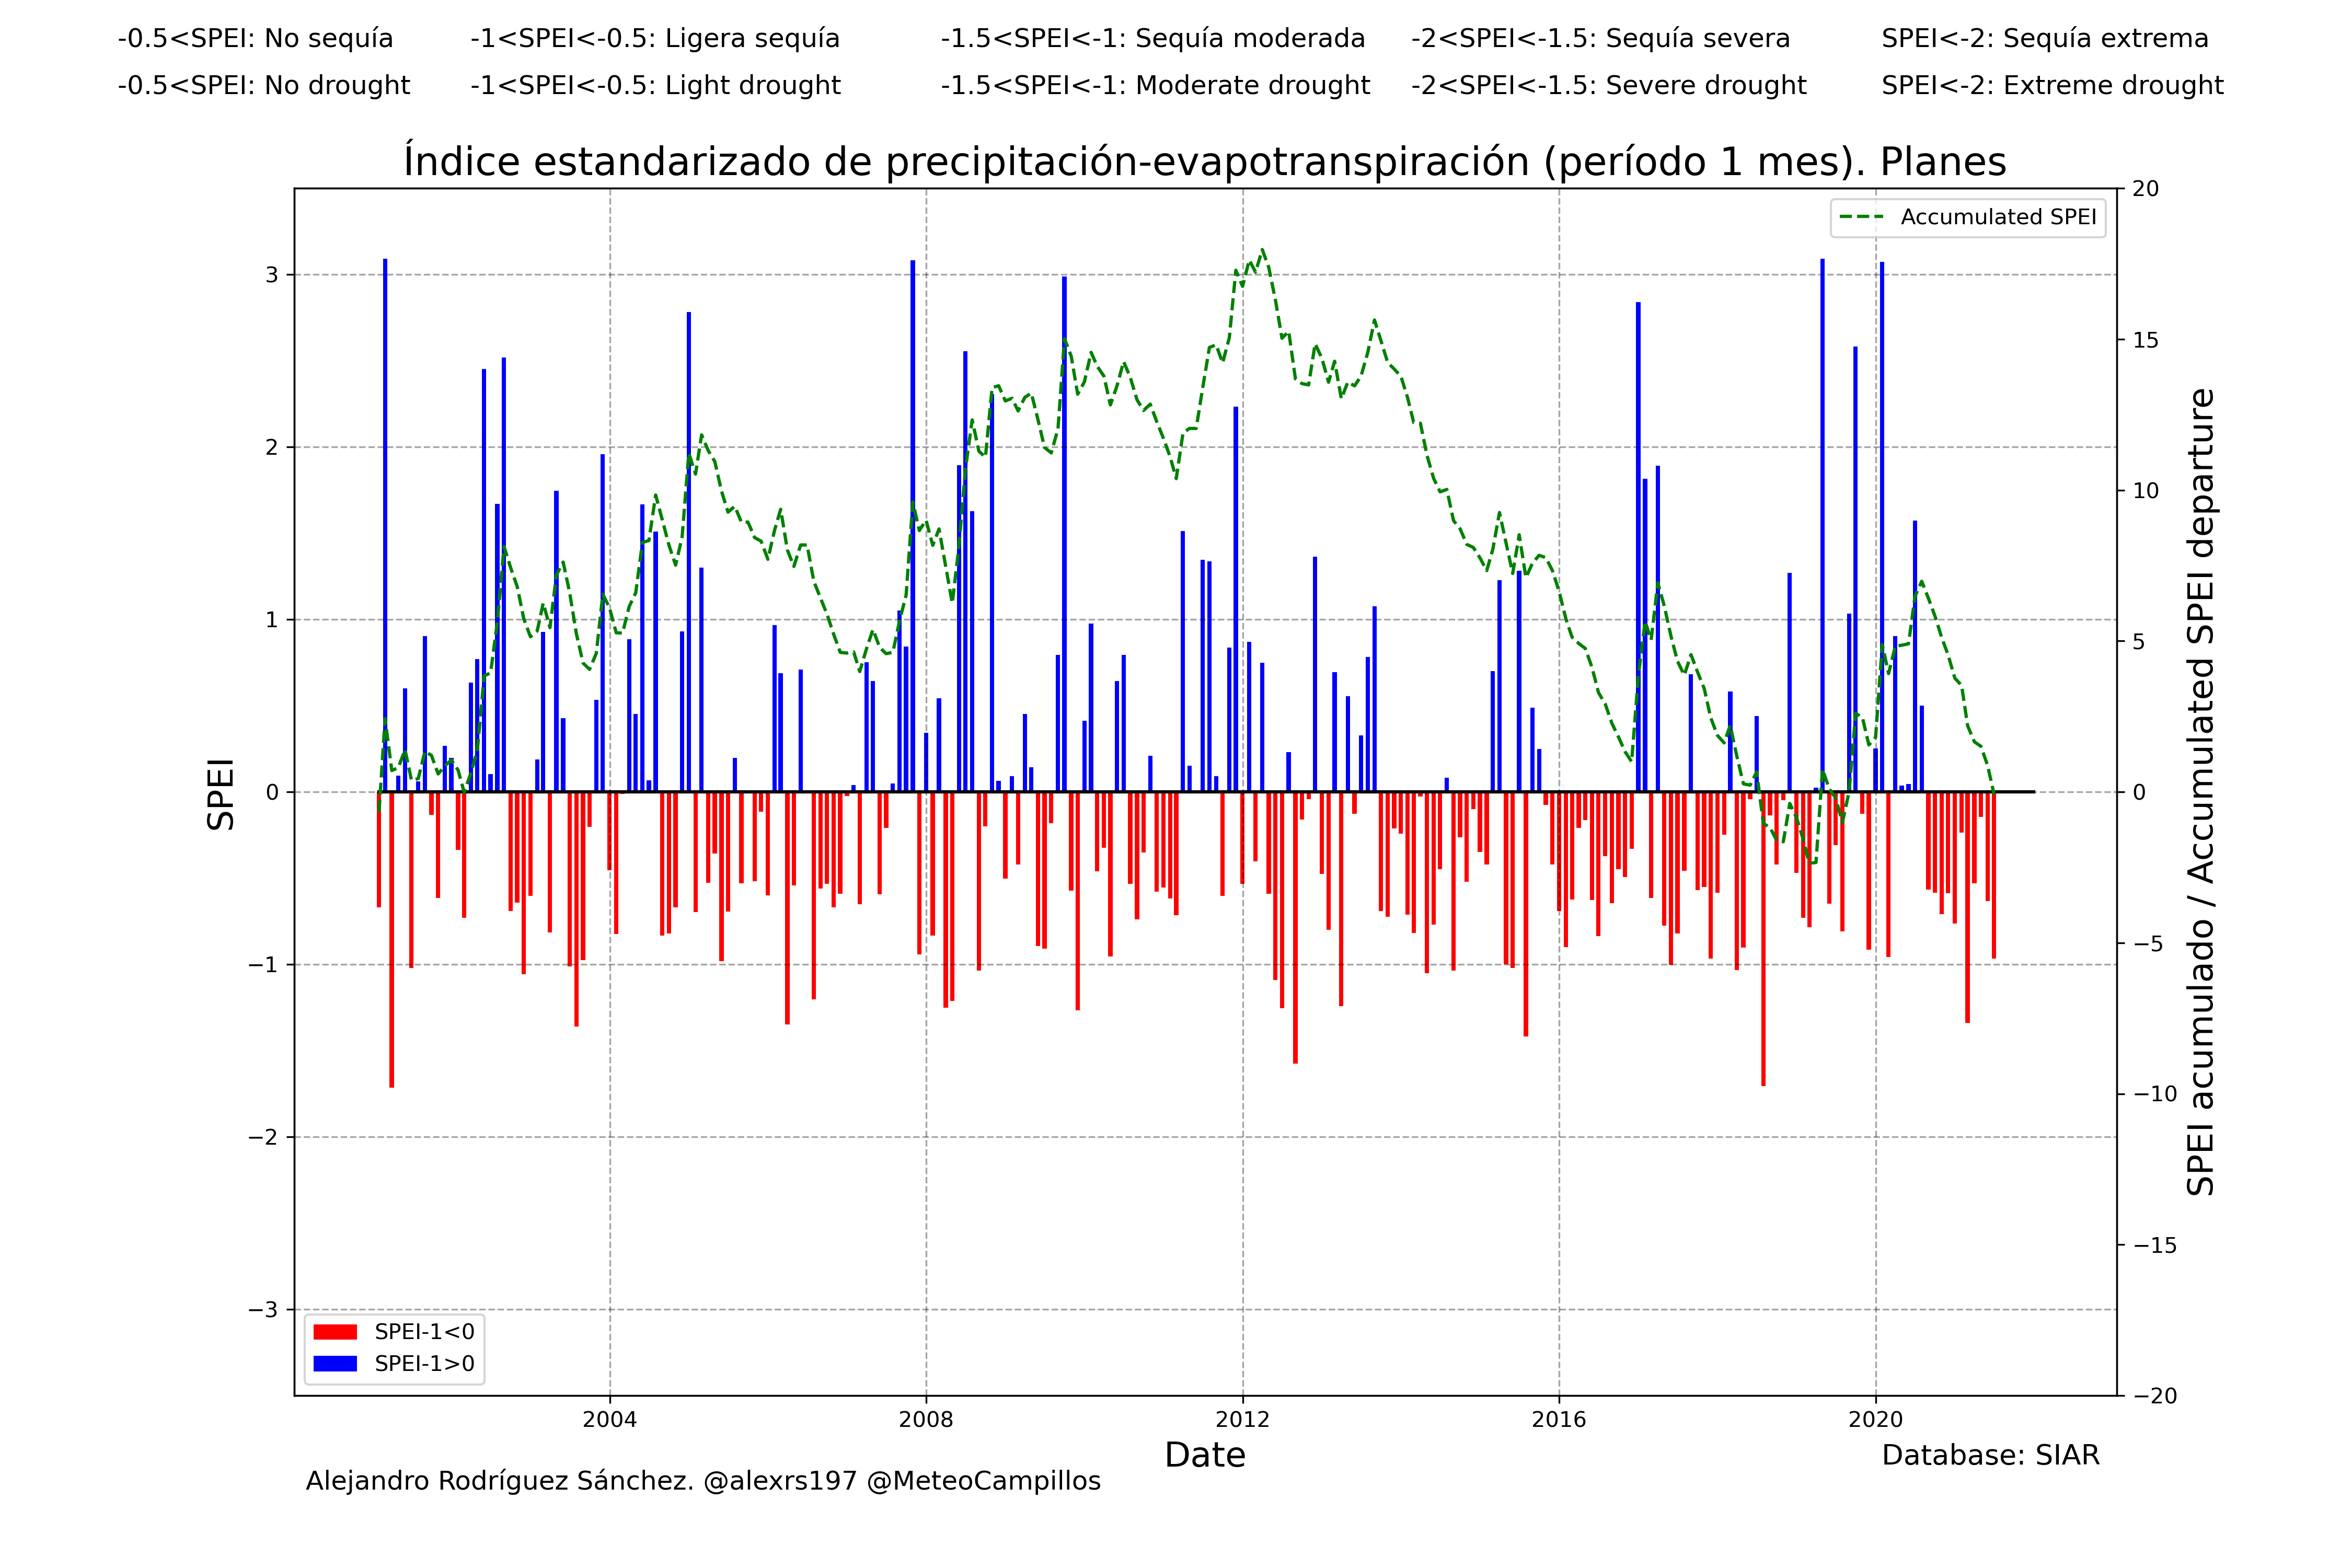 -0.5<SPEI: No sequía -1<SPEI<-0.5: Ligera sequía -1.5<SPEI<-1: Sequía moderada -2<SPEI<-1.5: Sequía severa SPEI<-2: Sequía extrema
-0.5<SPEI: No drought -1<SPEI<-0.5: Light drought -1.5<SPEI<-1: Moderate drought -2<SPEI<-1.5: Severe drought SPEI<-2: Extreme drought
Índice estandarizado de precipitación-evapotranspiración (período 1 mes). Planes
Accumulated SPEI
SPEI
3
2
1
0
−1
−2
−3
20
15
10
5
0
−5
−10
−15
−20
SPEI acumulado / Accumulated SPEI departure
SPEI-1<0
SPEI-1>0
2004 2008 2012 2016 2020
Date
Database: SIAR
Alejandro Rodríguez Sánchez. @alexrs197 @MeteoCampillos